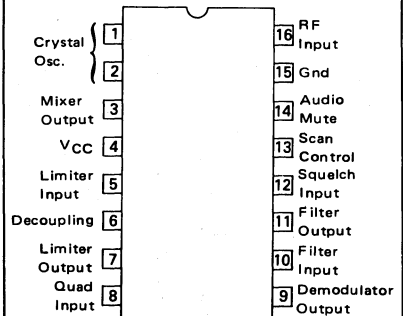 Crystal
Osc.
1
2
Mixer
Output
3
VCC
4
Limiter
Input
5
Decoupling
6
Limiter
Output
7
Quad
Input
8
16
RF
Input
15
Gnd
14
Audio
Mute
13
Scan
Control
12
Squelch
Input
11
Filter
Output
10
Filter
Input
9
Demodulator
Output